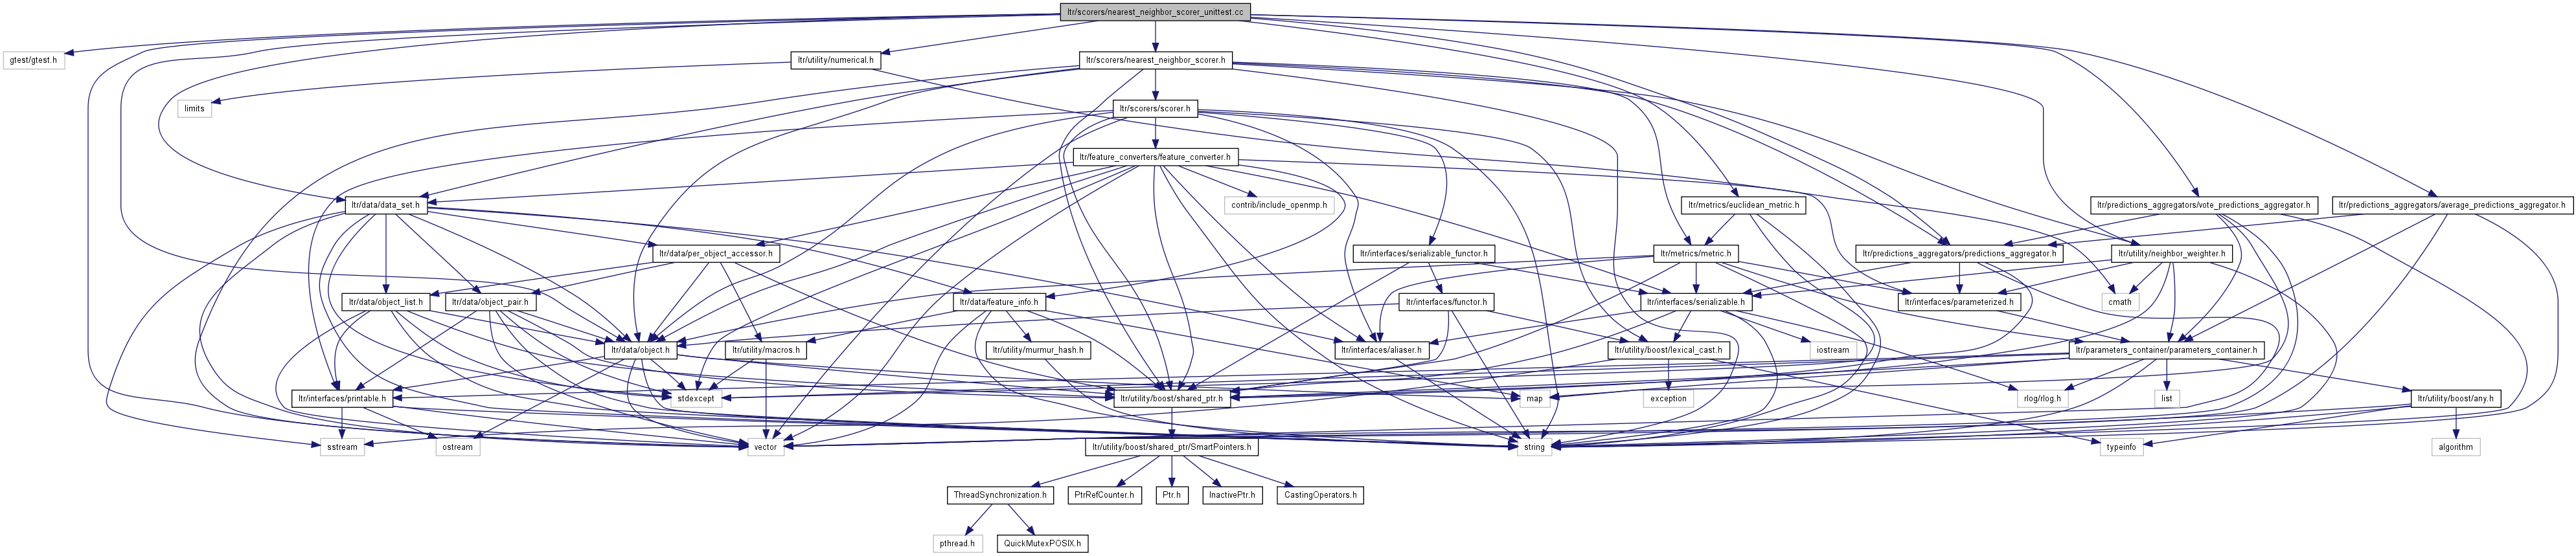 ltr/scorers/nearest_neighbor_scorer_unittest.cc
gtest/gtest.h
ltr/utility/numerical.h
ltr/scorers/nearest_neighbor_scorer.h
limits
ltr/scorers/scorer.h
ltr/feature_converters/feature_converter.h
ltr/data/data_set.h
contrib/include_openmp.h
ltr/metrics/euclidean_metric.h
ltr/predictions_aggregators/vote_predictions_aggregator.h
ltr/predictions_aggregators/average_predictions_aggregator.h
ltr/data/per_object_accessor.h
ltr/interfaces/serializable_functor.h
ltr/metrics/metric.h
ltr/predictions_aggregators/predictions_aggregator.h
ltr/utility/neighbor_weighter.h
ltr/data/object_list.h
ltr/data/object_pair.h
ltr/data/feature_info.h
ltr/interfaces/functor.h
ltr/interfaces/serializable.h
ltr/interfaces/parameterized.h
cmath
ltr/data/object.h
ltr/utility/macros.h
ltr/utility/murmur_hash.h
ltr/interfaces/aliaser.h
ltr/utility/boost/lexical_cast.h
iostream
ltr/parameters_container/parameters_container.h
ltr/interfaces/printable.h
stdexcept
ltr/utility/boost/shared_ptr.h
map
exception
rlog/rlog.h
list
ltr/utility/boost/any.h
sstream
ostream
vector
ltr/utility/boost/shared_ptr/SmartPointers.h
string
typeinfo
algorithm
ThreadSynchronization.h
PtrRefCounter.h
Ptr.h
InactivePtr.h
CastingOperators.h
pthread.h
QuickMutexPOSIX.h